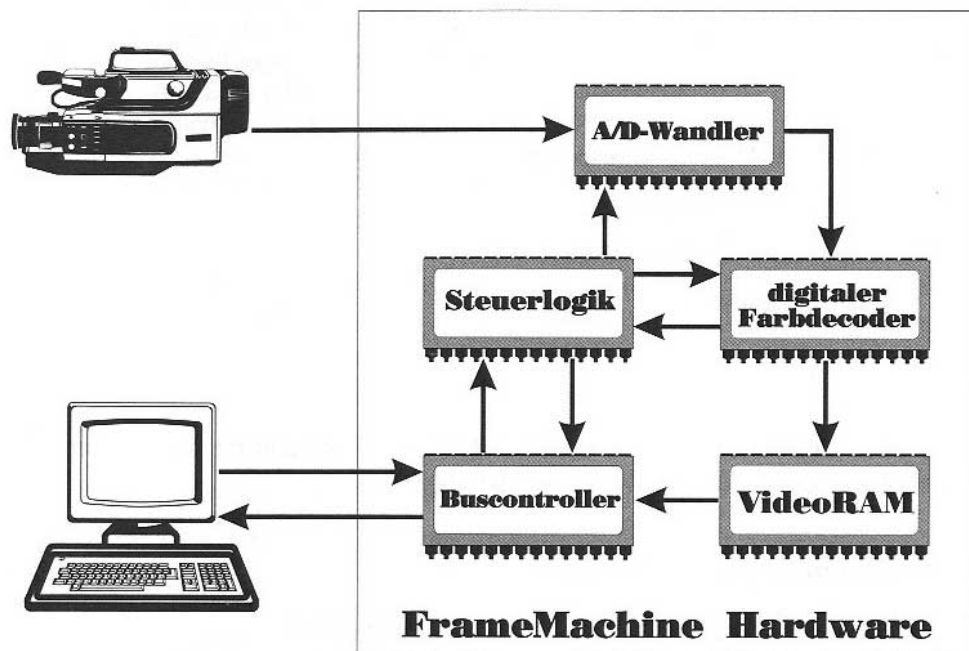 A/D-Wandler
Steuerlogik
digitaler
Farbdecoder
Buscontroller
VideoRAM
FrameMachine Hardware